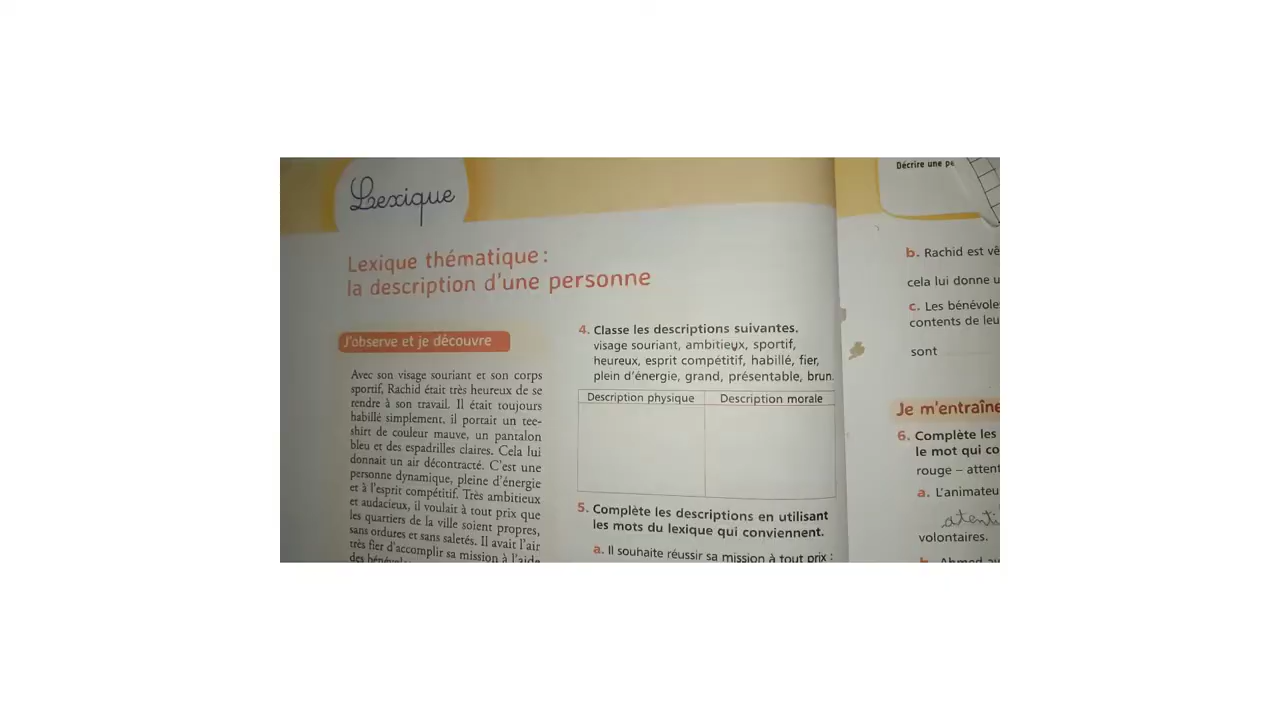 Lexique
Lexique thématique :
la description d'une personne
J'observe et je découvre
Avec son visage souriant et son corps
sportif, Rachid était très heureux de se
rendre à son travail. Il était toujours
habillé simplement, il portait un tee-
shirt de couleur mauve, un pantalon
bleu et des espadrilles claires. Cela lui
donnait un air décontracté. C'est une
personne dynamique, pleine d'énergie
et à l'esprit compétitif. Très ambitieux
et audacieux, il voulait à tout prix que
les quartiers de la ville soient propres,
sans ordures et sans saletés. Il avait l'air
très fier d'accomplir sa mission à l'aide
4. Classe les descriptions suivantes.
visage souriant, ambitieux, sportif,
heureux, esprit compétitif, habillé, fier,
plein d'énergie, grand, présentable, brun.
Description physique Description morale
5. Complète les descriptions en utilisant
les mots du lexique qui conviennent.
a. Il souhaite réussir sa mission à tout prix :
Décrire une
b. Rachid est
cela lui donne
c. Les
contents de
sont
Je
6. Complète les
le mot qui
rouge –
a.
volontaires.